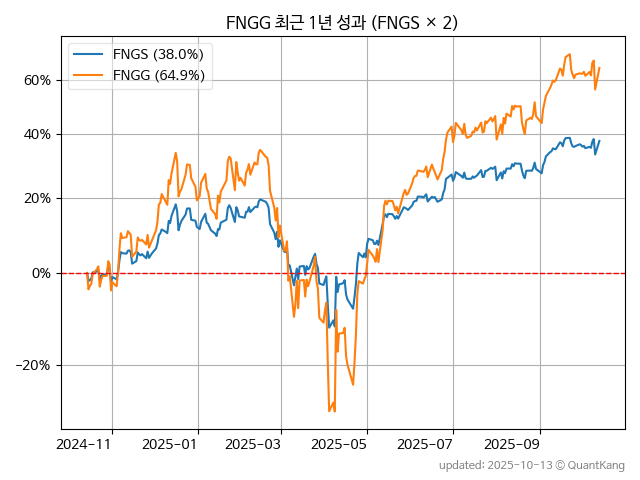 FNGG 최근 1년 성과 (FNGS × 2)
FNGS (38.0%)
FNGG (64.9%)
60%
40%
20%
0%
−20%
2024-11
2025-01
2025-03
2025-05
2025-07
2025-09
updated: 2025-10-13 © QuantKang